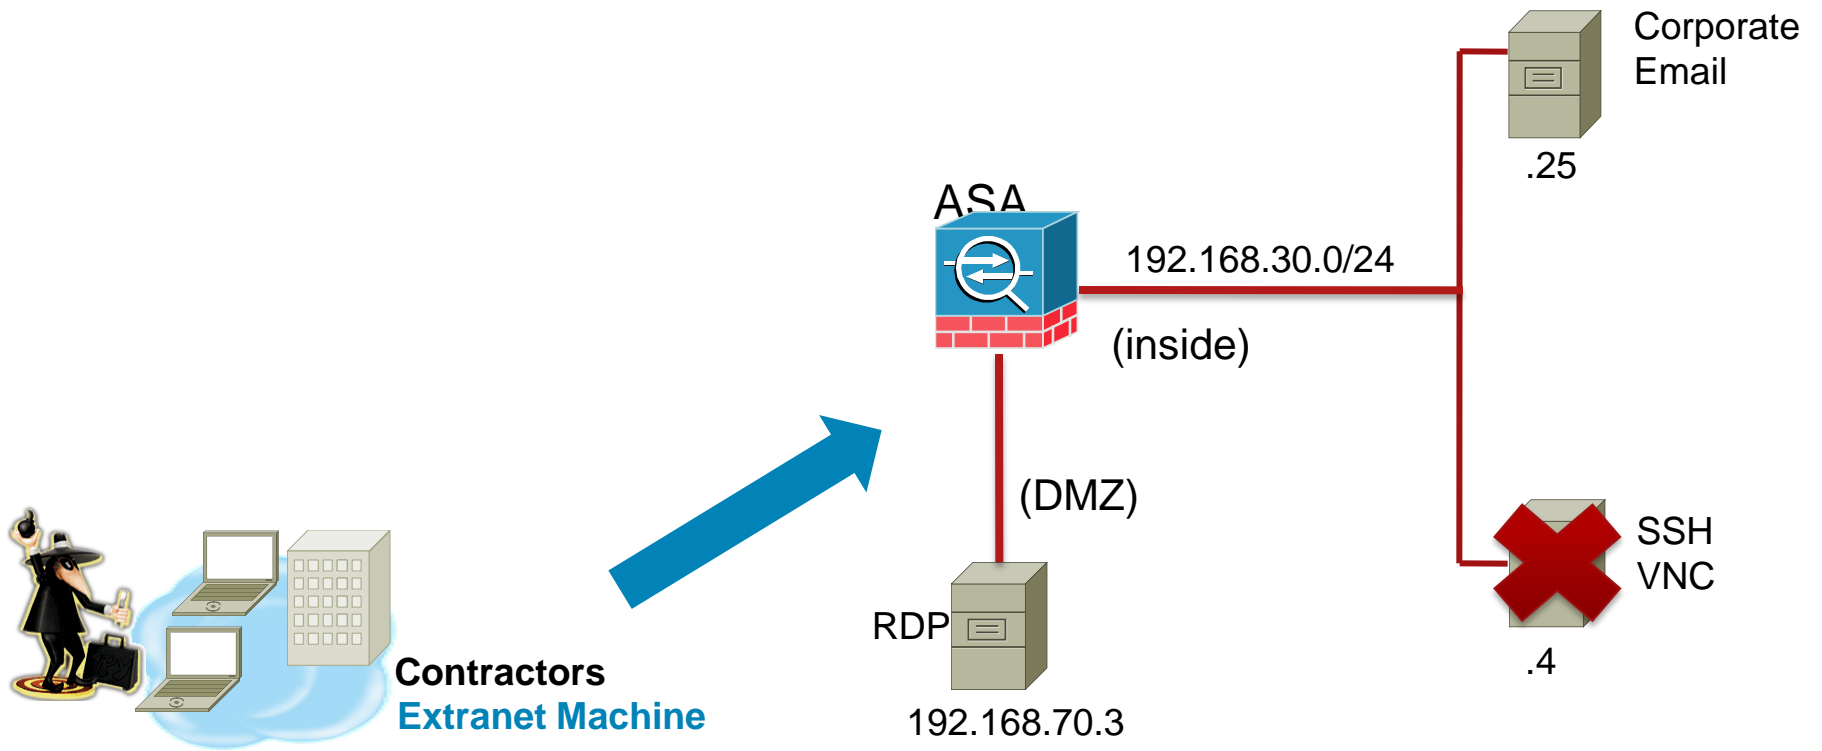 Corporate
Email
.25
ASA
192.168.30.0/24
(inside)
(DMZ)
SSH
VNC
RDP
.4
Contractors
Extranet Machine
192.168.70.3